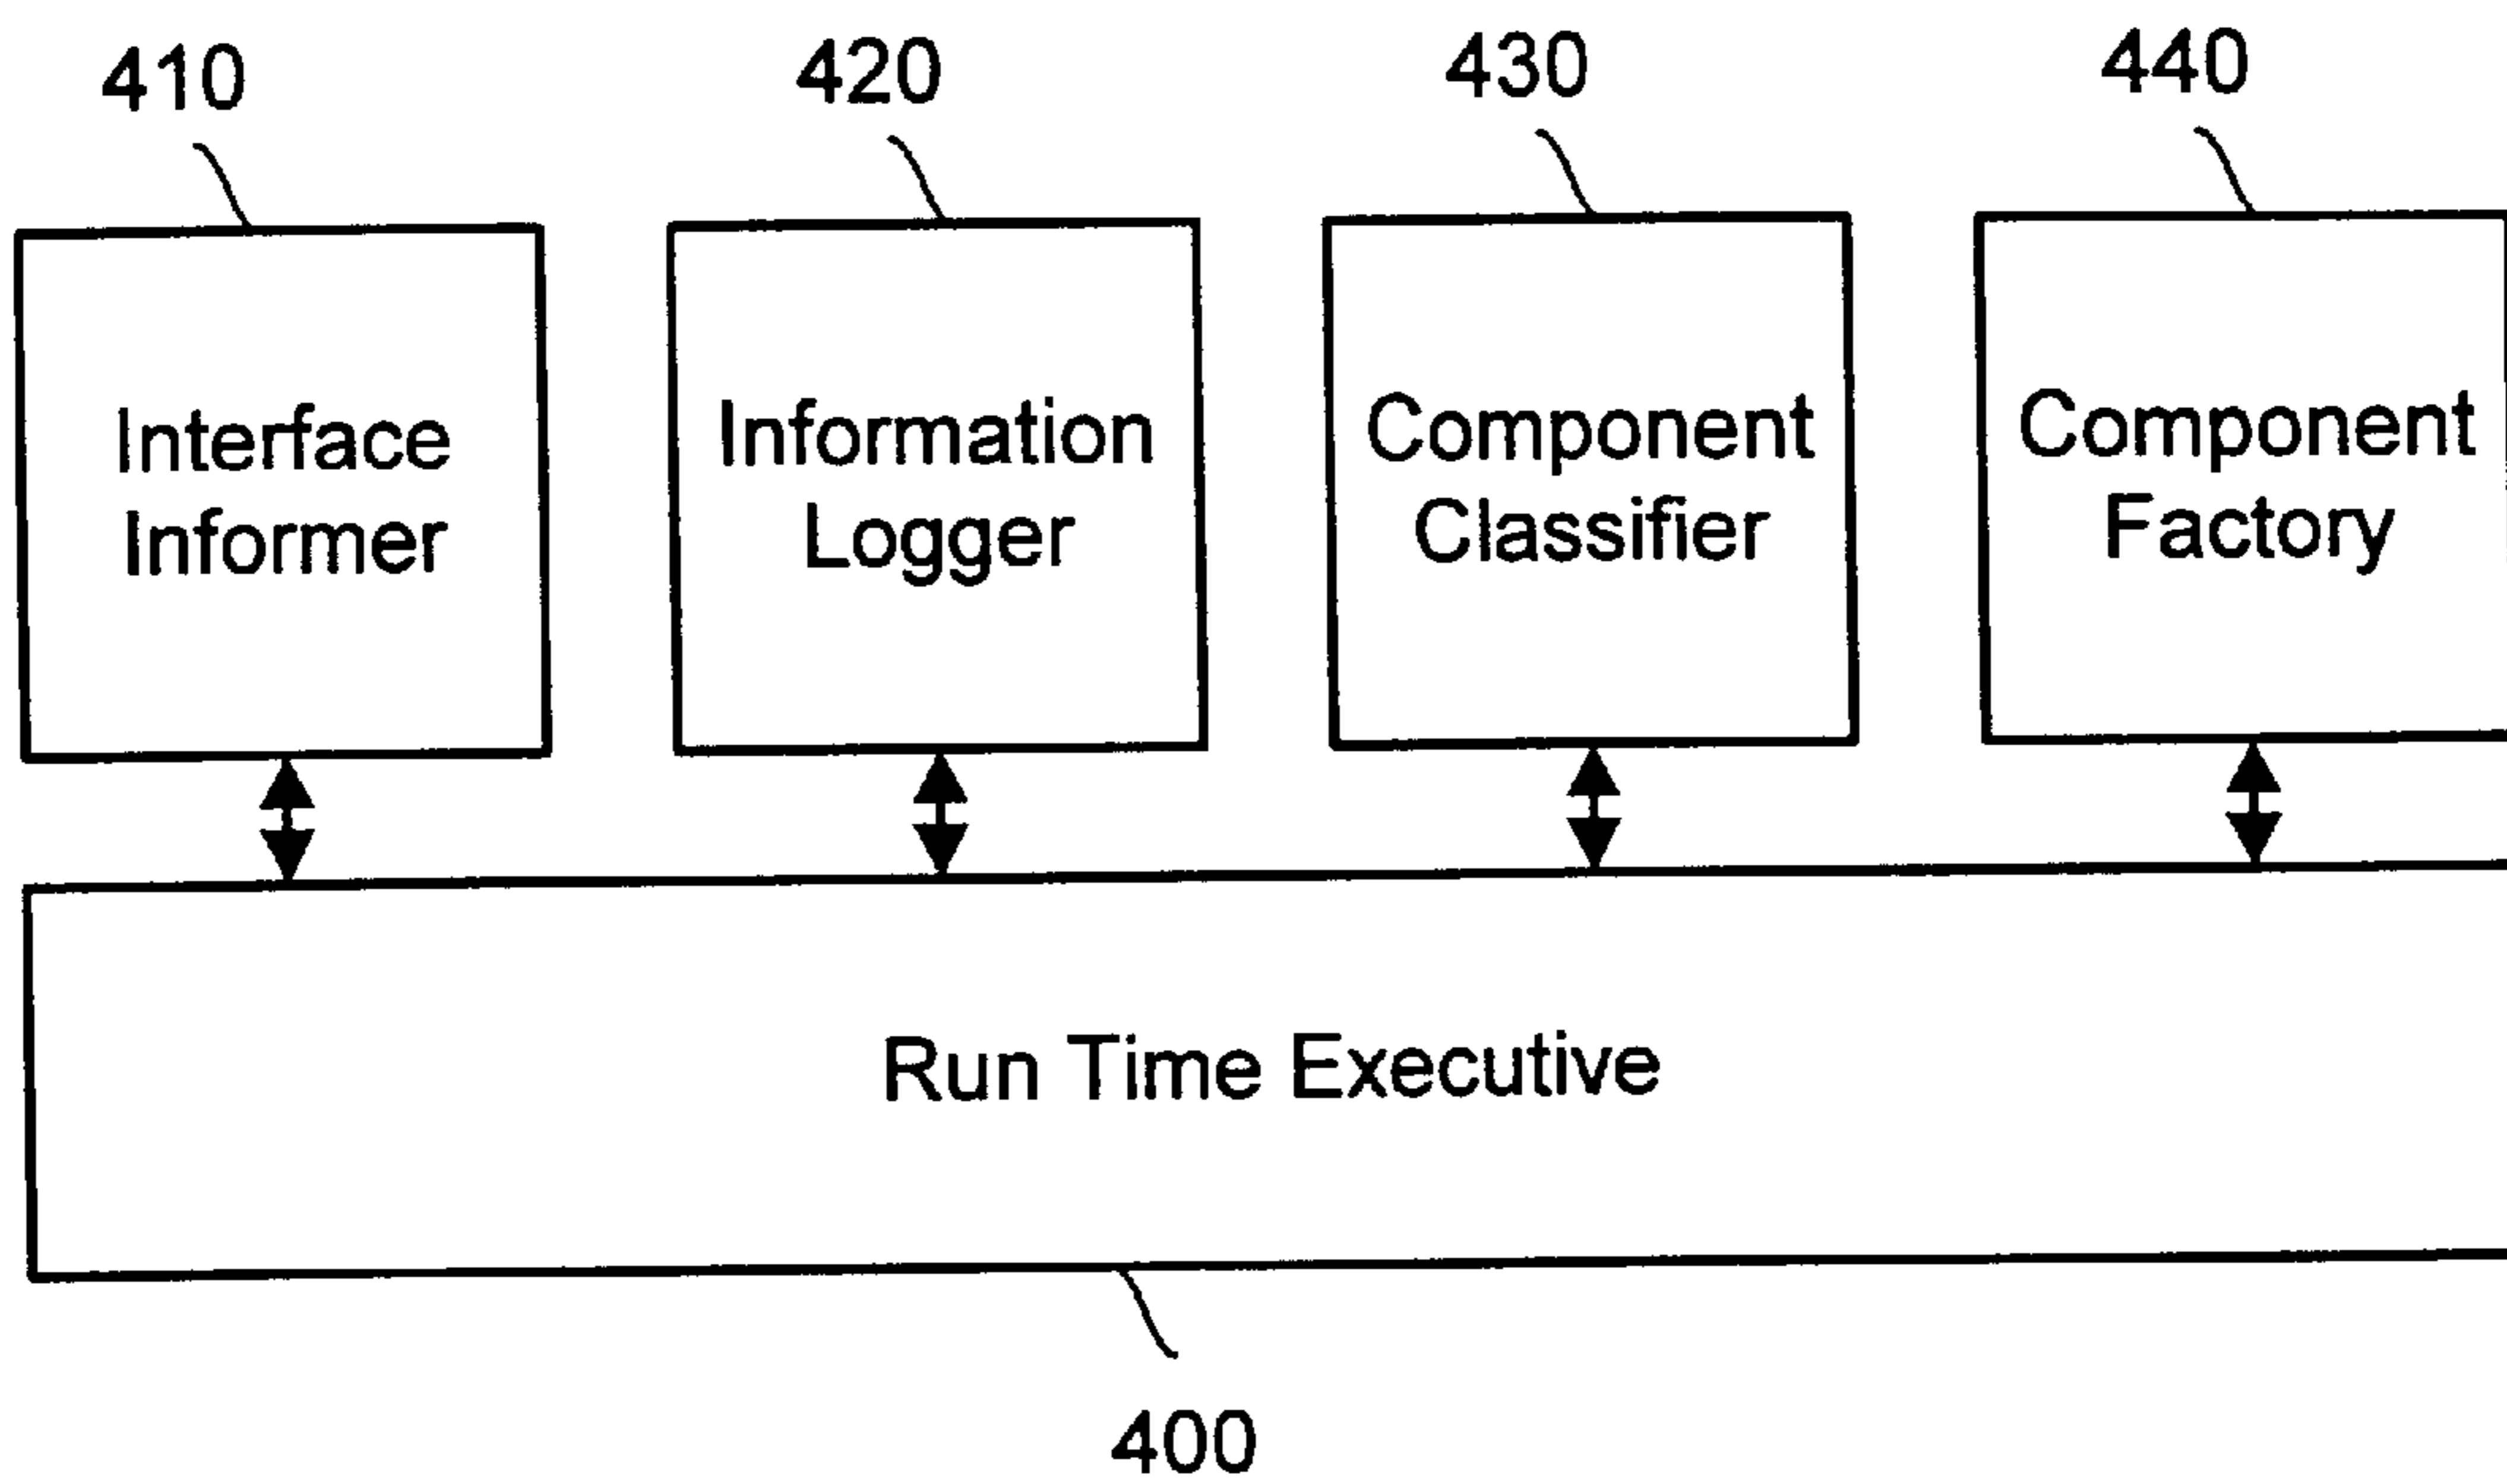 410
420
430
440
Interface
Informer
Information
Logger
Component
Classifier
Component
Factory
Run Time Executive
400